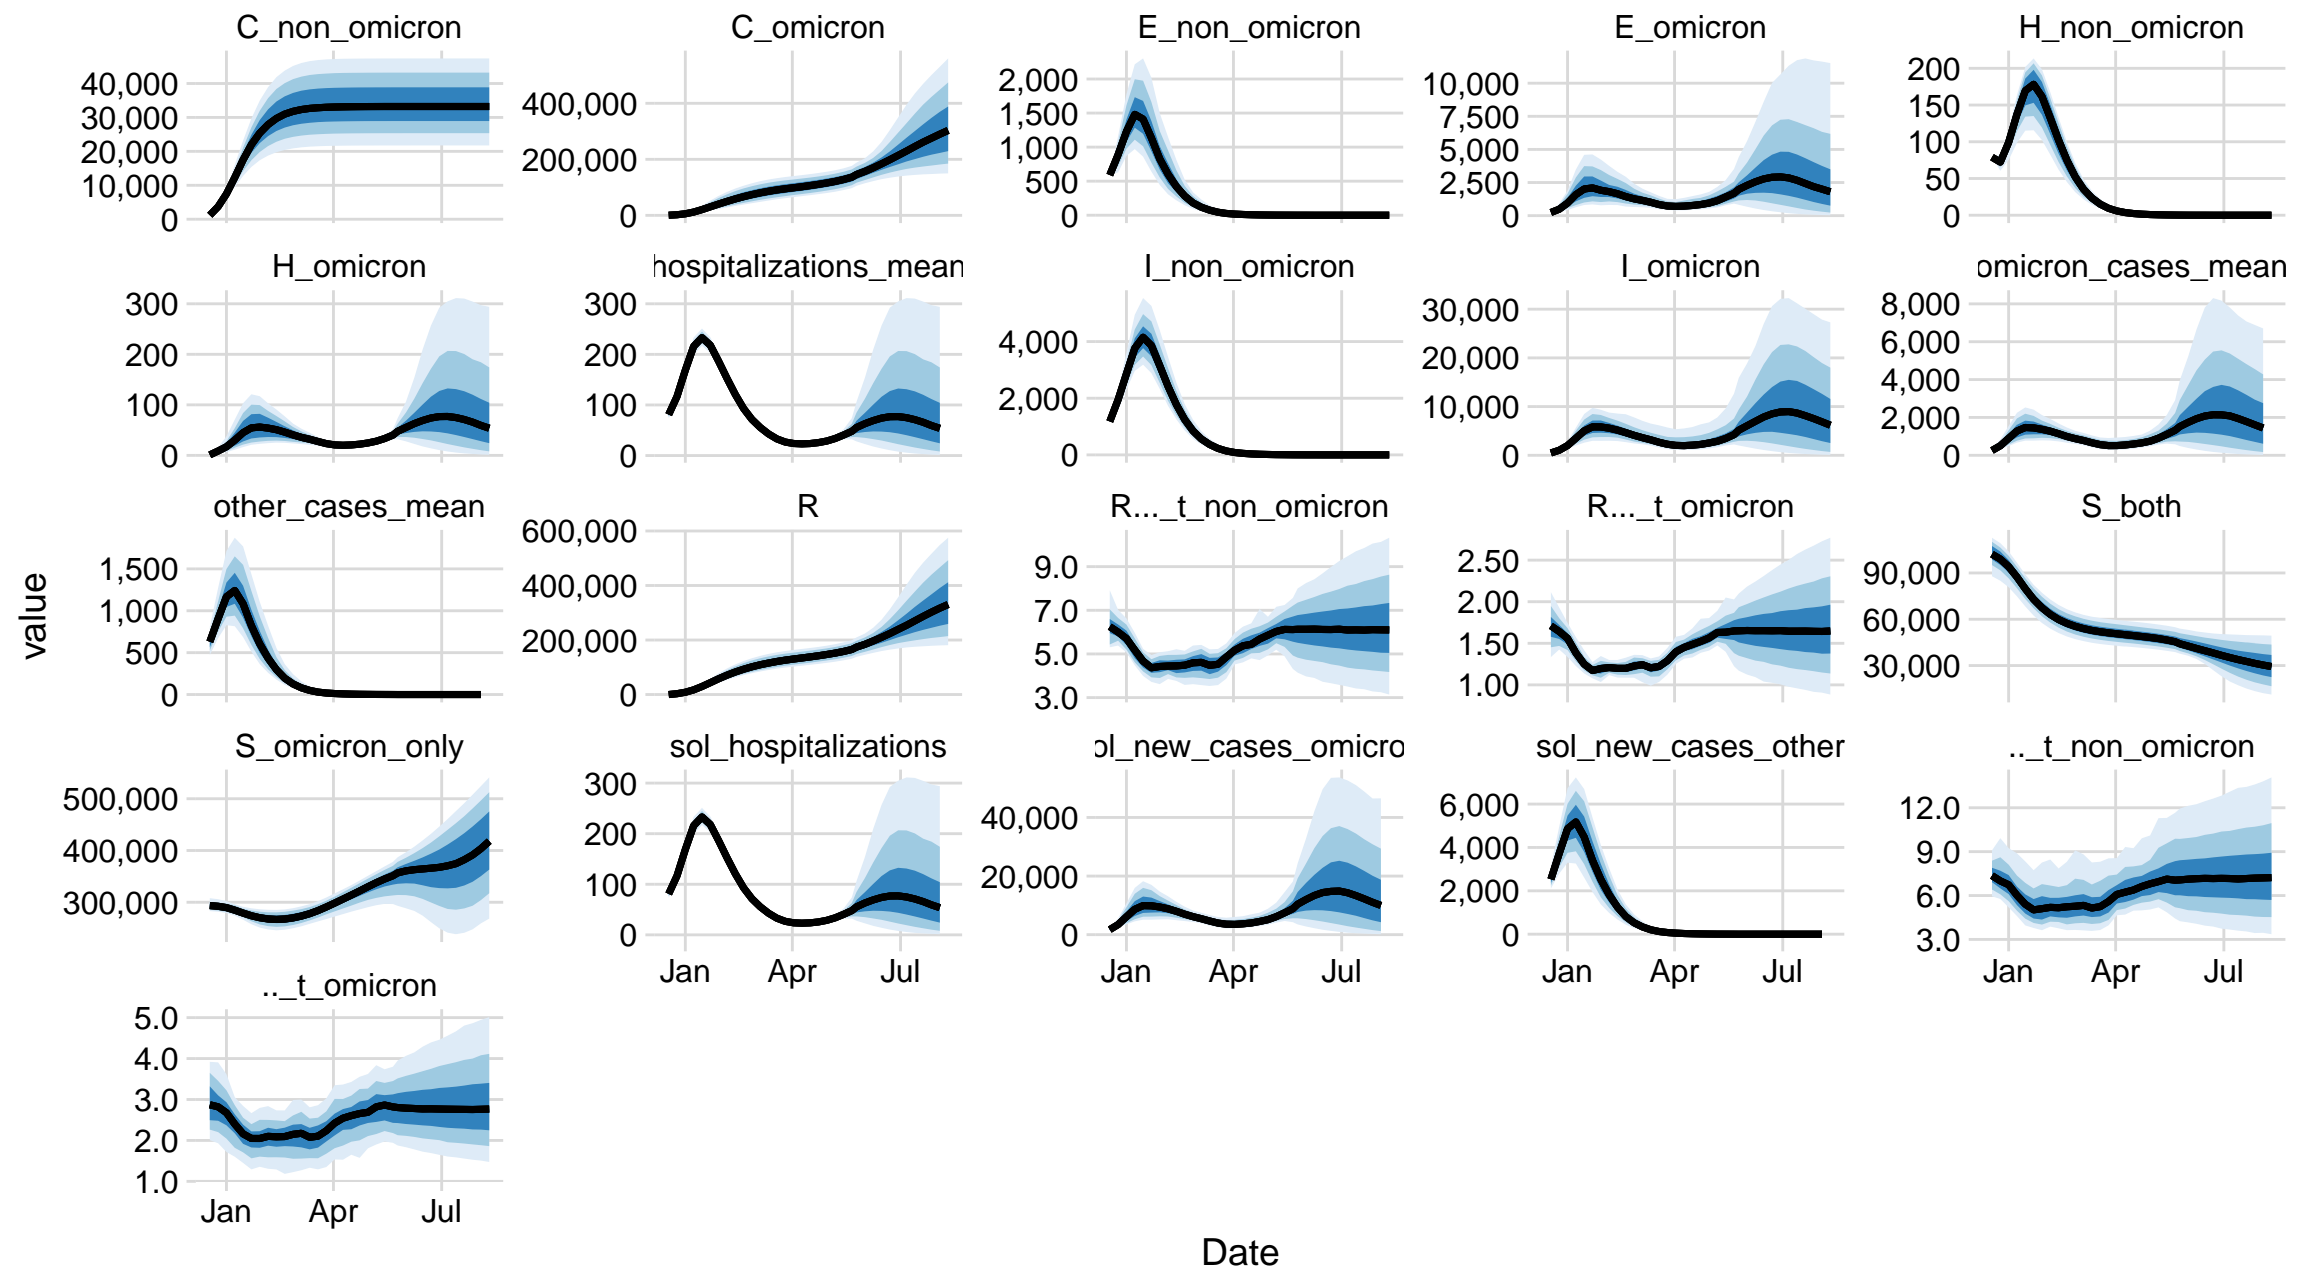 C_non_omicron C_omicron E_non_omicron E_omicron H_non_omicron
40,000 30,000 20,000 10,000 0
400,000 200,000 0
2,000 1,500 1,000 500 0
10,000 7,500 5,000 2,500 0
200 150 100 50 0
H_omicron hospitalizations_mean I_non_omicron I_omicron omicron_cases_mean
300 200 100 0
300 200 100 0
4,000 2,000 0
30,000 20,000 10,000 0
8,000 6,000 4,000 2,000 0
other_cases_mean R R..._t_non_omicron R..._t_omicron S_both
1,500 1,000 500 0
600,000 400,000 200,000 0
9.0 7.0 5.0 3.0
2.50 2.00 1.50 1.00
90,000 60,000 30,000
S_omicron_only sol_hospitalizations ol_new_cases_omicro sol_new_cases_other .._t_non_omicron
500,000 400,000 300,000
300 200 100 0
40,000 20,000 0
6,000 4,000 2,000 0
12.0 9.0 6.0 3.0
Jan Apr Jul
Jan Apr Jul
Jan Apr Jul
Jan Apr Jul
.._t_omicron
5.0 4.0 3.0 2.0 1.0
Jan Apr Jul
value
Date